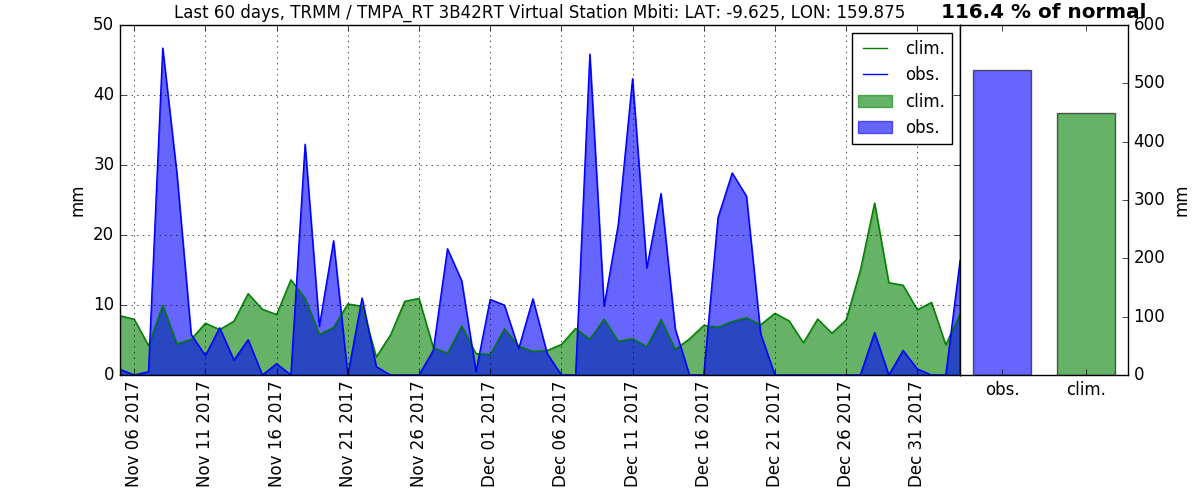 Last 60 days, TRMM / TMPA_RT 3B42RT Virtual Station Mbiti: LAT: -9.625, LON: 159.875
116.4 % of normal
50
40
30
20
10
0
mm
clim.
obs.
clim.
obs.
600
500
400
300
200
100
0
mm
Nov 06 2017
Nov 11 2017
Nov 16 2017
Nov 21 2017
Nov 26 2017
Dec 01 2017
Dec 06 2017
Dec 11 2017
Dec 16 2017
Dec 21 2017
Dec 26 2017
Dec 31 2017
obs.
clim.